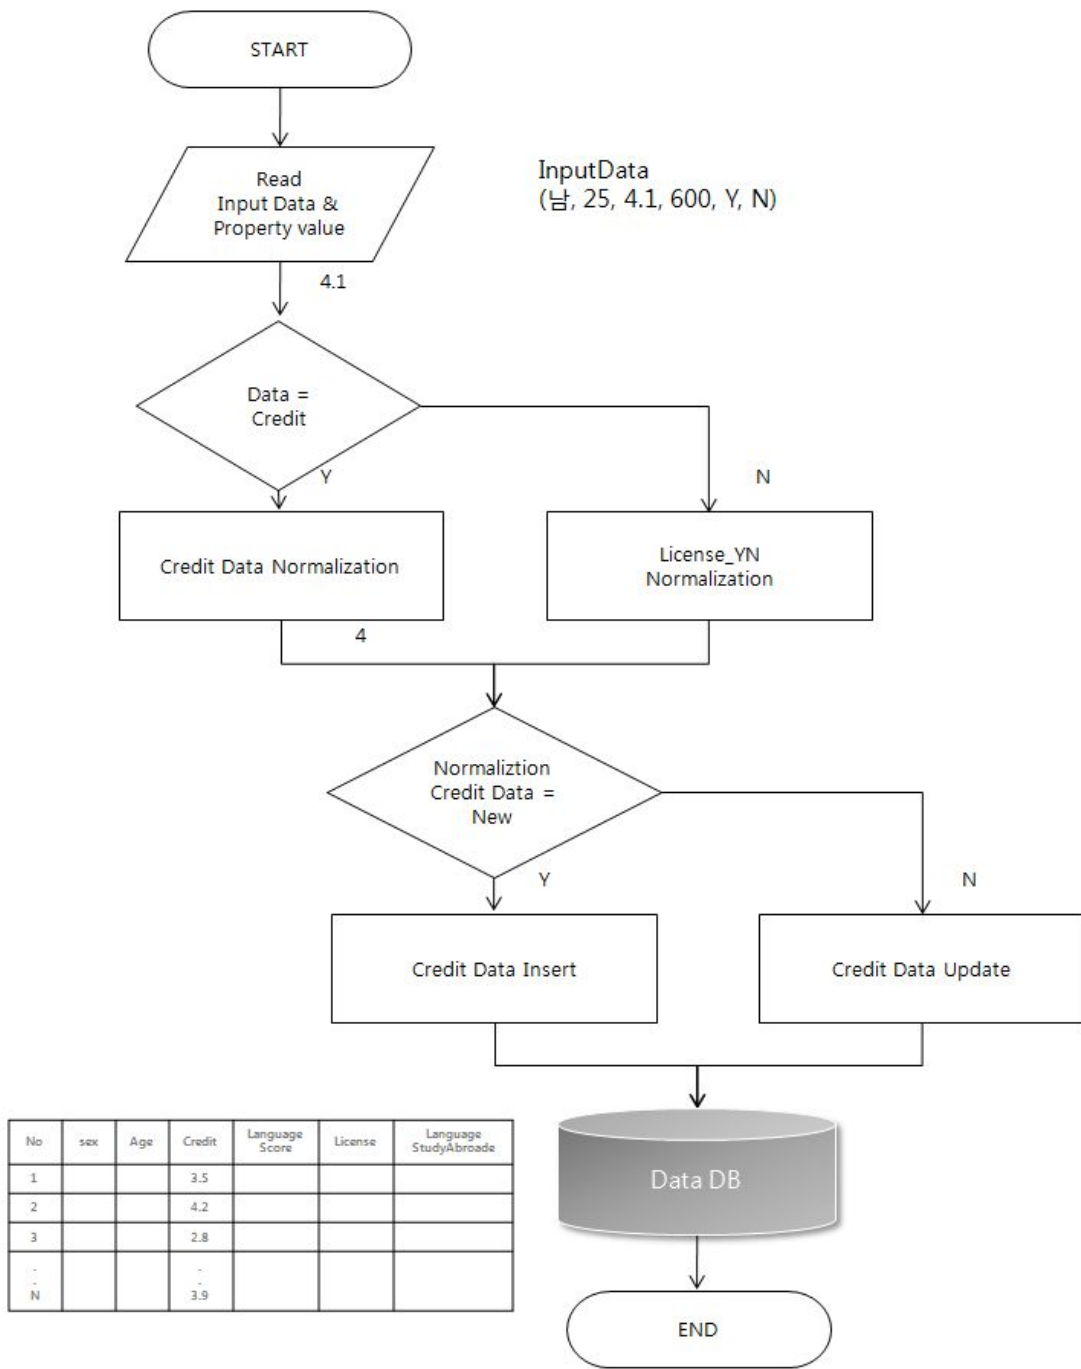 START
Read
Input Data &
Property value
InputData
(남, 25, 4.1, 600, Y, N)
4.1
Data =
Credit
Y
N
Credit Data Normalization
License_YN
Normalization
4
Normaliztion
Credit Data =
New
Y
N
Credit Data Insert
Credit Data Update
Data DB
END
No sex Age Credit Language Score License Language StudyAbroade
1 3.5
2 4.2
3 2.8
. .
. .
N 3.9